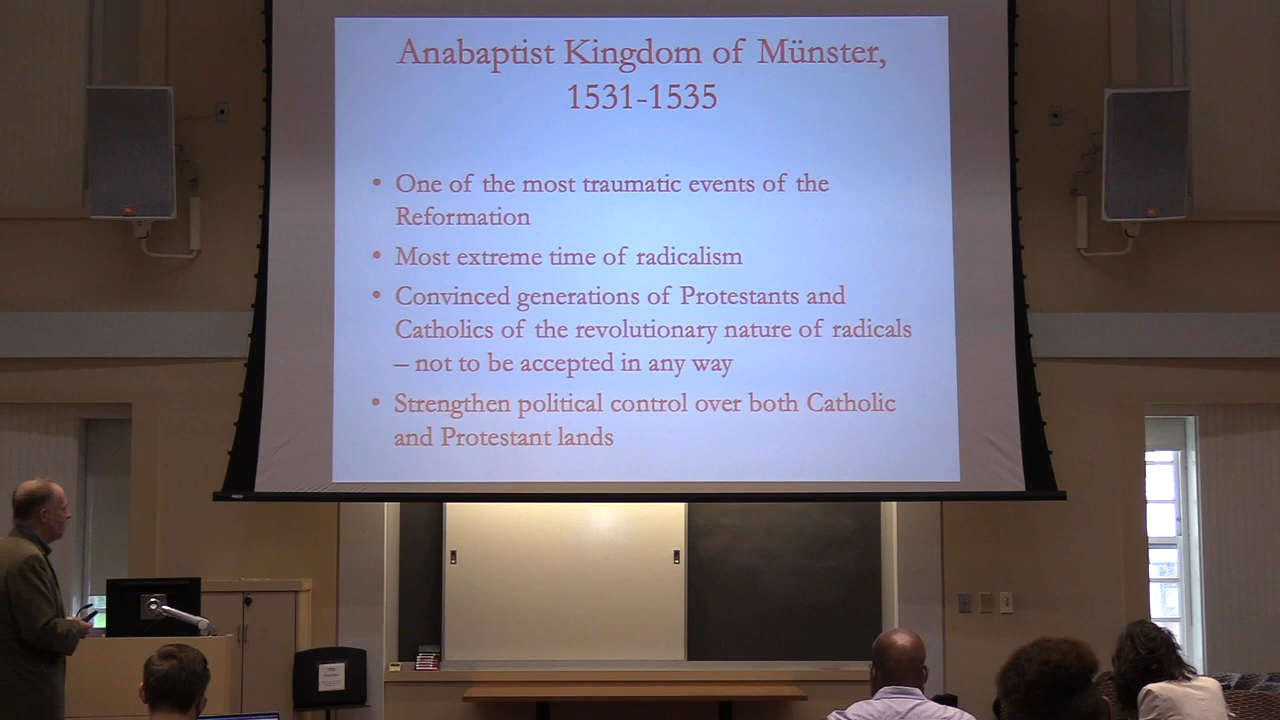 Anabaptist Kingdom of Münster,
1531-1535
• One of the most traumatic events of the
Reformation
• Most extreme time of radicalism
• Convinced generations of Protestants and
Catholics of the revolutionary nature of radicals
– not to be accepted in any way
• Strengthen political control over both Catholic
and Protestant lands